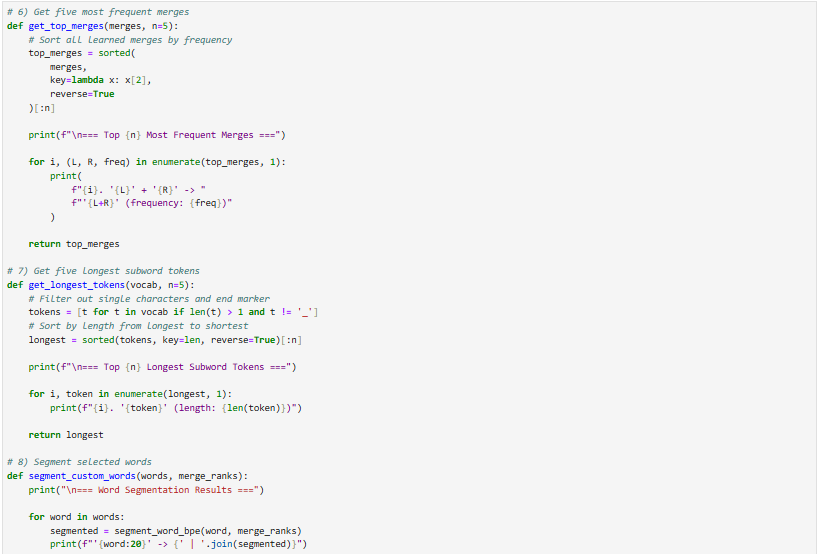 # 6) Get five most frequent merges
def get_top_merges(merges, n=5):
    # Sort all learned merges by frequency
    top_merges = sorted(
        merges,
        key=lambda x: x[2],
        reverse=True
    )[:n]

    print(f"\n=== Top {n} Most Frequent Merges ===")

    for i, (L, R, freq) in enumerate(top_merges, 1):
        print(
            f"{i}. '{L}' + '{R}' -> "
            f"'{L+R}' (frequency: {freq})"
        )

    return top_merges

# 7) Get five longest subword tokens
def get_longest_tokens(vocab, n=5):
    # Filter out single characters and end marker
    tokens = [t for t in vocab if len(t) > 1 and t != '_']
    # Sort by length from longest to shortest
    longest = sorted(tokens, key=len, reverse=True)[:n]

    print(f"\n=== Top {n} Longest Subword Tokens ===")

    for i, token in enumerate(longest, 1):
        print(f"{i}. '{token}' (length: {len(token)})")

    return longest

# 8) Segment selected words
def segment_custom_words(words, merge_ranks):
    print("\n=== Word Segmentation Results ===")

    for word in words:
        segmented = segment_word_bpe(word, merge_ranks)
        print(f"'{word:20}' -> {' | '.join(segmented)}")